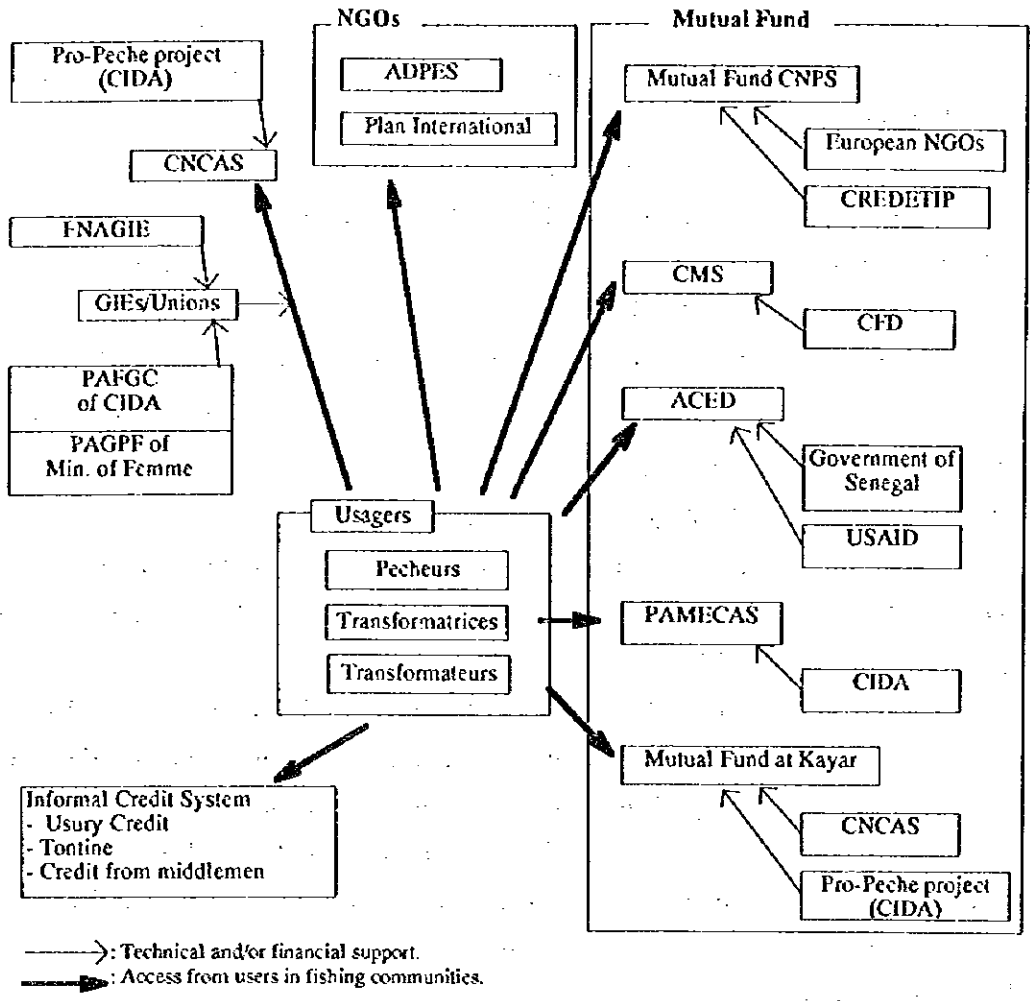 NGOs
ADPES
Plan International
Pro-Peche project
(CIDA)
CNCAS
FNAGIE
GIEs/Unions
PAFGC
of CIDA
PAGPF of
Min. of Femme
Mutual Fund
Mutual Fund CNPS
European NGOs
CREDETIP
CMS
CFD
ACED
Government of
Senegal
USAID
PAMECAS
CIDA
Mutual Fund at Kayar
CNCAS
Pro-Peche project
(CIDA)
Usagers
Pecheurs
Transformatrices
Transformateurs
Informal Credit System
- Usury Credit
- Tontine
- Credit from middlemen
: Technical and/or financial support.
: Access from users in fishing communities.